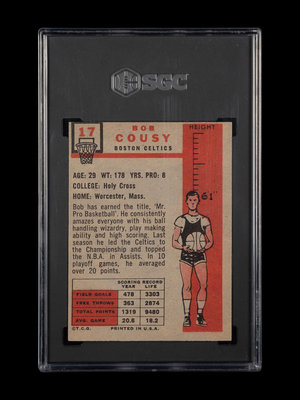 SGC
17
BOB
COUSY
BOSTON CELTICS
HEIGHT
AGE: 29 WT: 178 YRS. PRO: 6
COLLEGE: Holy Cross
HOME: Worcester, Mass.
6'1"
Bob has earned the title, 'Mr.
Pro Basketball'. He consistently
amazes everyone with his ball
handling wizardry, play making
ability and high scoring. Last
season he led the Celtics to
the Championship and topped
the N.B.A. in Assists. In 10
playoff games, he averaged
over 20 points.
SCORING RECORD
YEAR LIFE
FIELD GOALS 478 3303
FREE THROWS 363 2874
TOTAL POINTS 1319 9480
AVG. GAME 20.6 18.2
©T.C.G. PRINTED IN U.S.A.